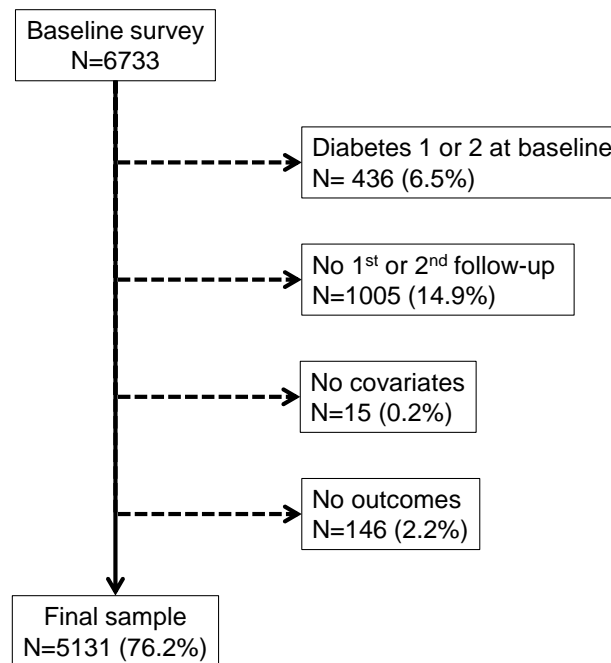 Baseline survey
N=6733
Diabetes 1 or 2 at baseline
N= 436 (6.5%)
No 1st or 2nd follow-up
N=1005 (14.9%)
No covariates
N=15 (0.2%)
No outcomes
N=146 (2.2%)
Final sample
N=5131 (76.2%)